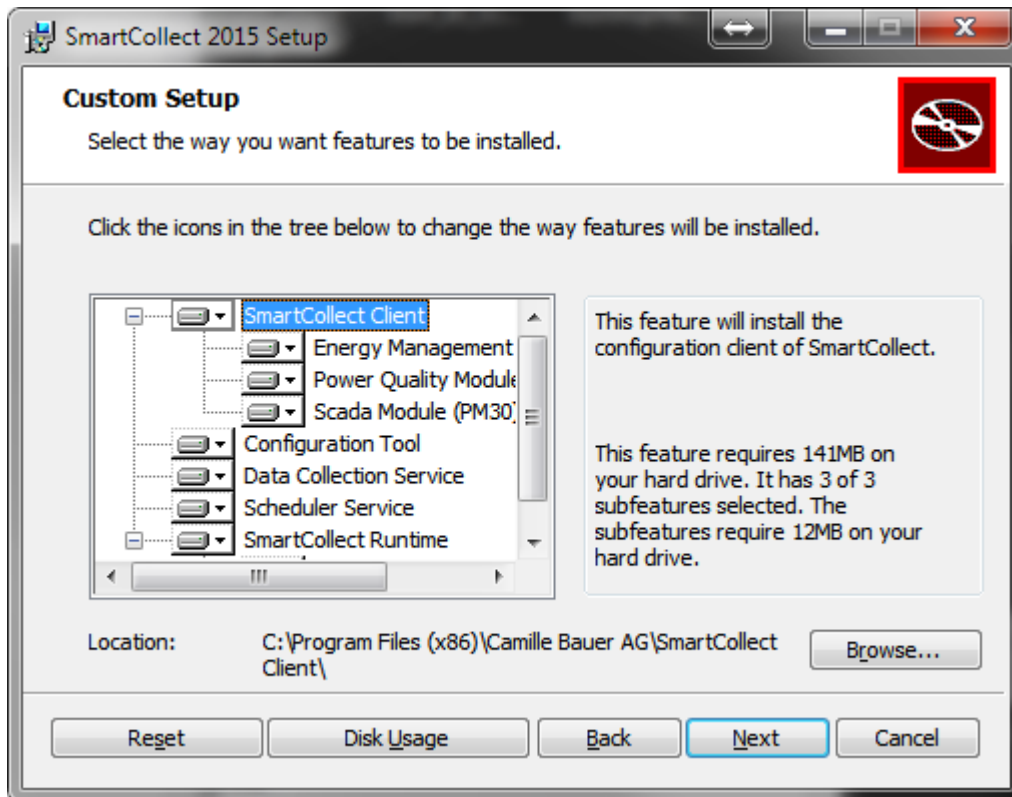 SmartCollect 2015 Setup
Custom Setup
Select the way you want features to be installed.
Click the icons in the tree below to change the way features will be installed.
SmartCollect Client
Energy Management
Power Quality Module
Scada Module (PM30)
Configuration Tool
Data Collection Service
Scheduler Service
SmartCollect Runtime
This feature will install the
configuration client of SmartCollect.
This feature requires 141MB on
your hard drive. It has 3 of 3
subfeatures selected. The
subfeatures require 12MB on your
hard drive.
Location:
C:\Program Files (x86)\Camille Bauer AG\SmartCollect
Client\
Browse...
Reset
Disk Usage
Back
Next
Cancel